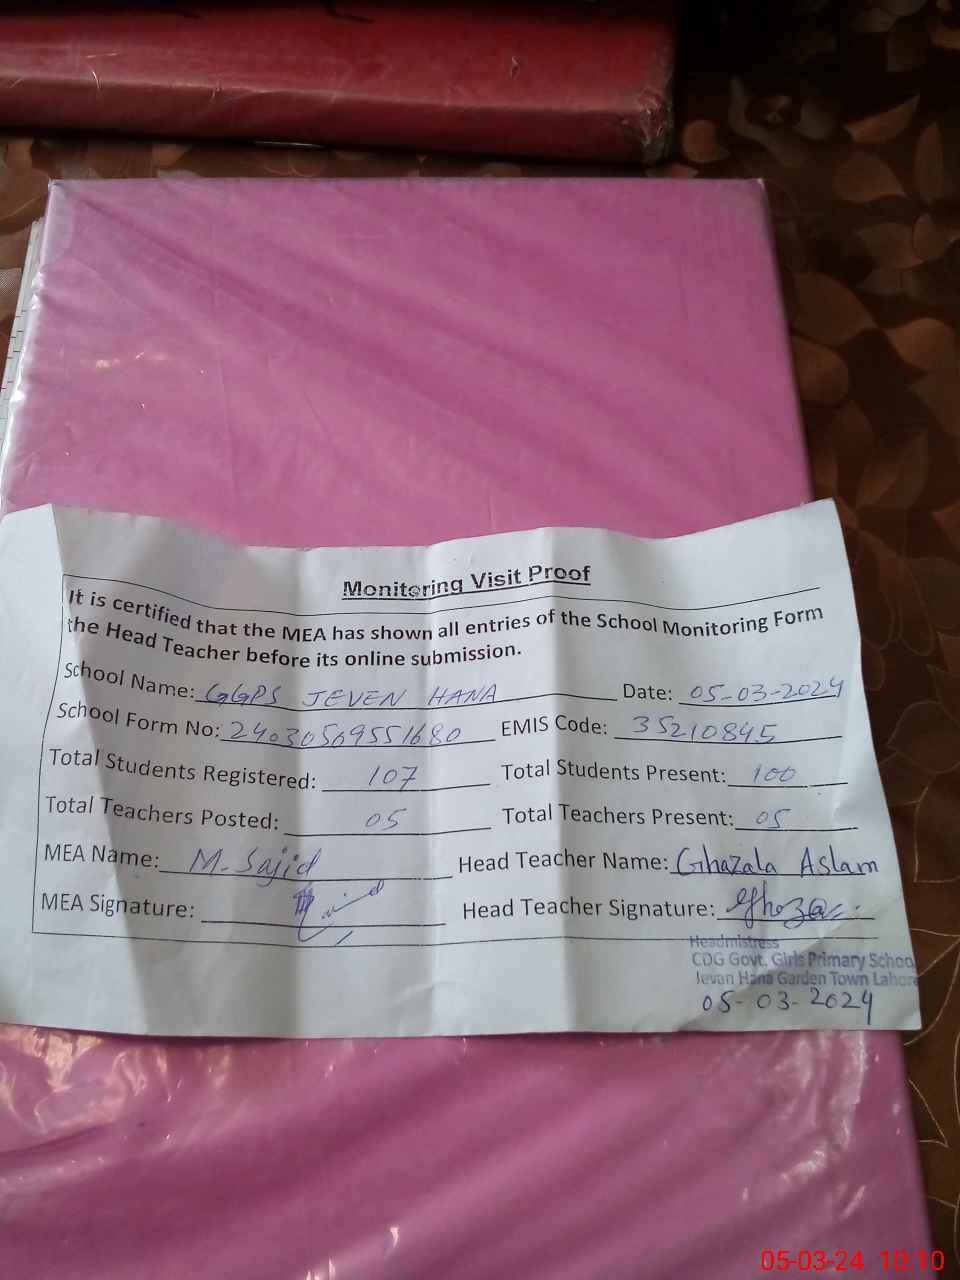 Monitoring Visit Proof
It is certified that the MEA has shown all entries of the School Monitoring Form
the Head Teacher before its online submission.
School Name: GGPS JEVEN HANA Date: 05-03-2024
School Form No: 24030509551680 EMIS Code: 35210845
Total Students Registered: 107 Total Students Present: 100
Total Teachers Posted: 05 Total Teachers Present: 05
MEA Name: M. Sajid Head Teacher Name: Ghazala Aslam
MEA Signature: Head Teacher Signature:
Headmistress
CDG Govt. Girls Primary School
Jevan Hana Garden Town Lahore
05-03-2024
05-03-24 10:10